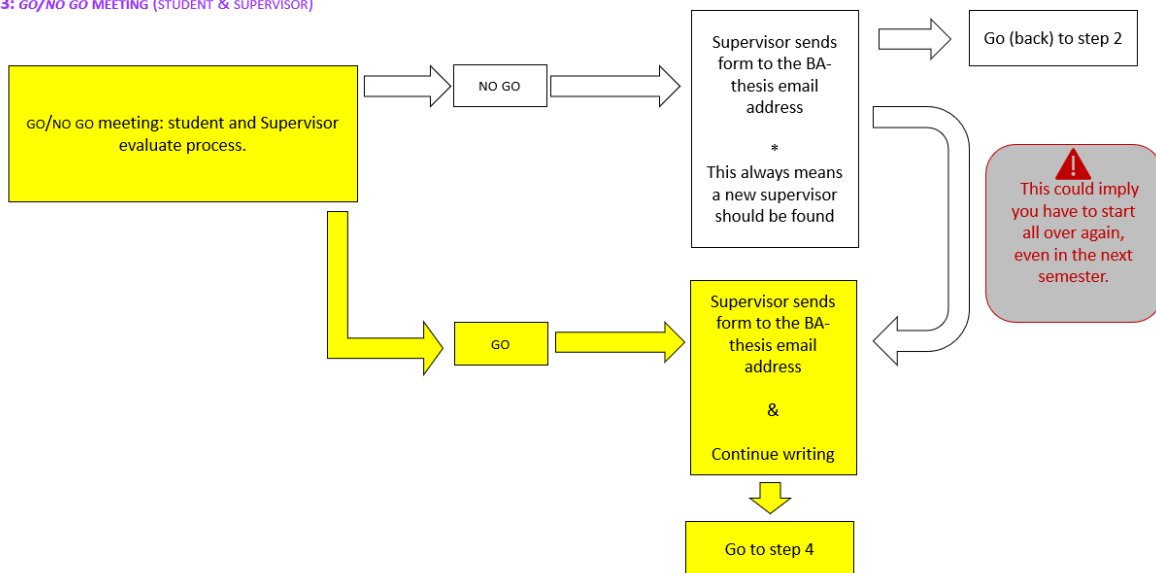 3: GO/NO GO MEETING (STUDENT & SUPERVISOR)
GO/NO GO meeting: student and Supervisor
evaluate process.
NO GO
Supervisor sends
form to the BA-
thesis email
address
*
This always means
a new supervisor
should be found
Go (back) to step 2
This could imply
you have to start
all over again,
even in the next
semester.
GO
Supervisor sends
form to the BA-
thesis email
address
&
Continue writing
Go to step 4